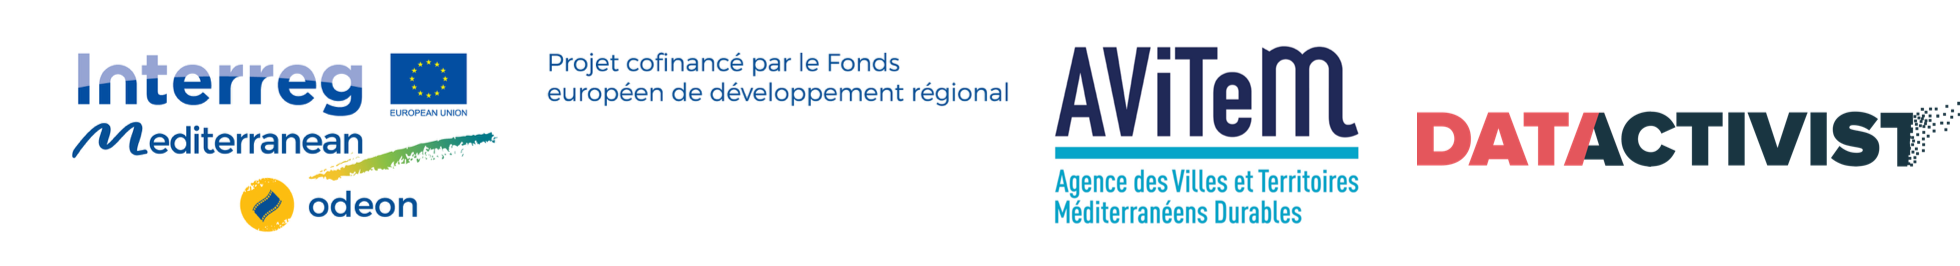 Interreg
EUROPEAN UNION
Mediterranean
odeon
Projet cofinancé par le Fonds
européen de développement régional
AViTeM
Agence des Villes et Territoires
Méditerranéens Durables
DATACTIVIST